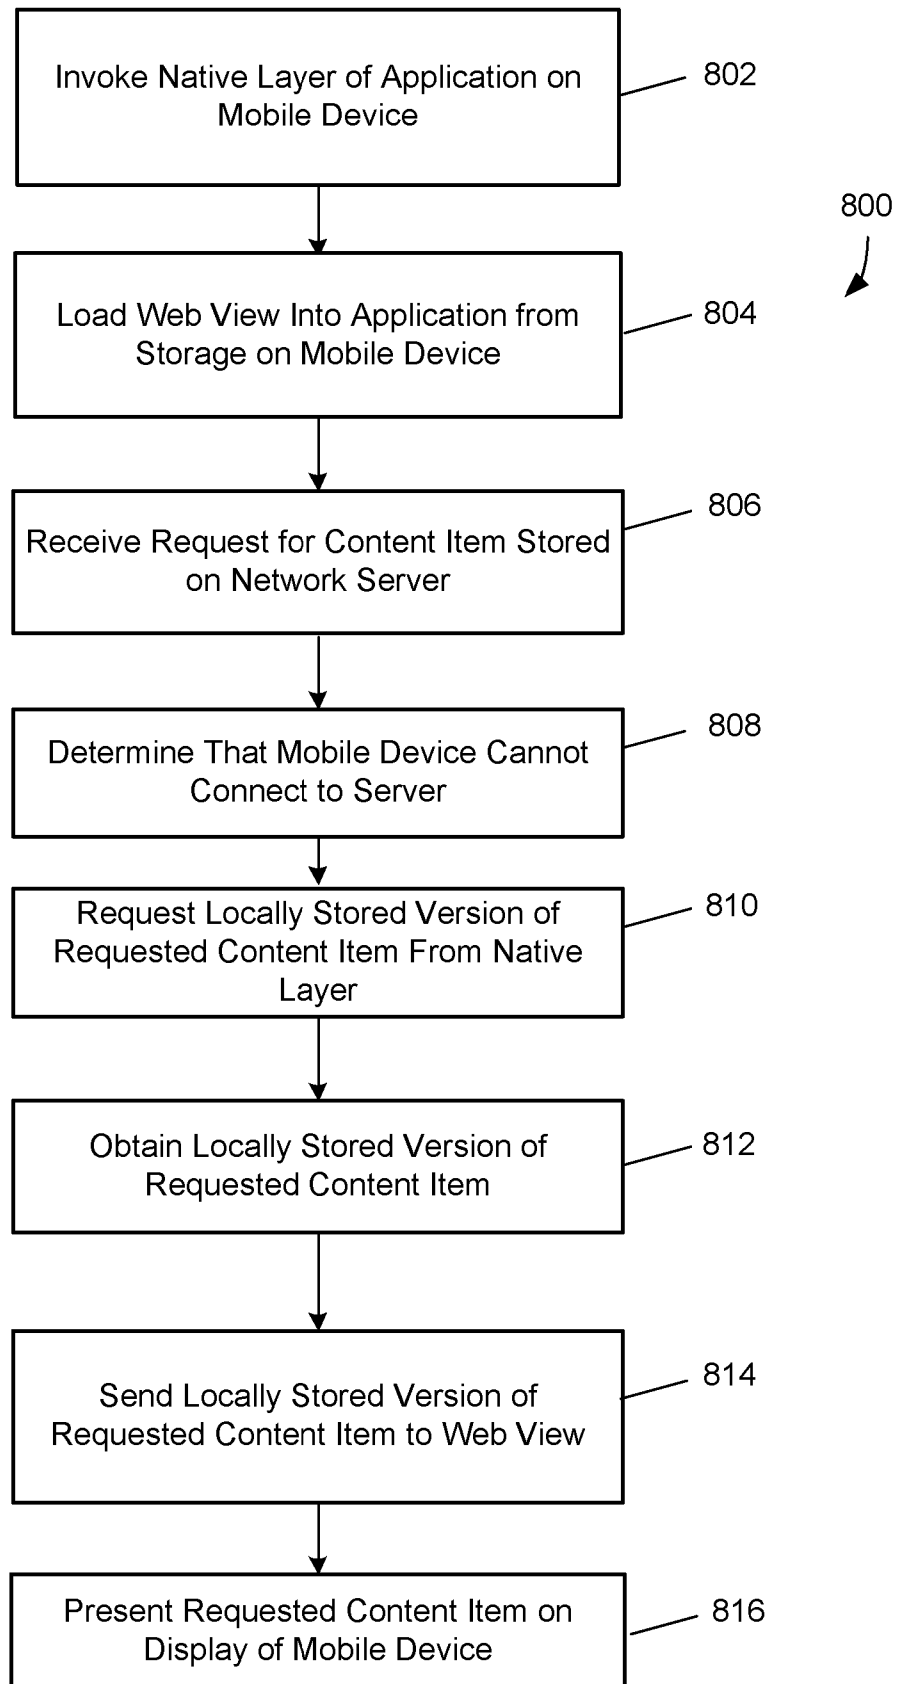 Invoke Native Layer of Application on
Mobile Device
802
800
Load Web View Into Application from
Storage on Mobile Device
804
Receive Request for Content Item Stored
on Network Server
806
Determine That Mobile Device Cannot
Connect to Server
808
Request Locally Stored Version of
Requested Content Item From Native
Layer
810
Obtain Locally Stored Version of
Requested Content Item
812
Send Locally Stored Version of
Requested Content Item to Web View
814
Present Requested Content Item on
Display of Mobile Device
816